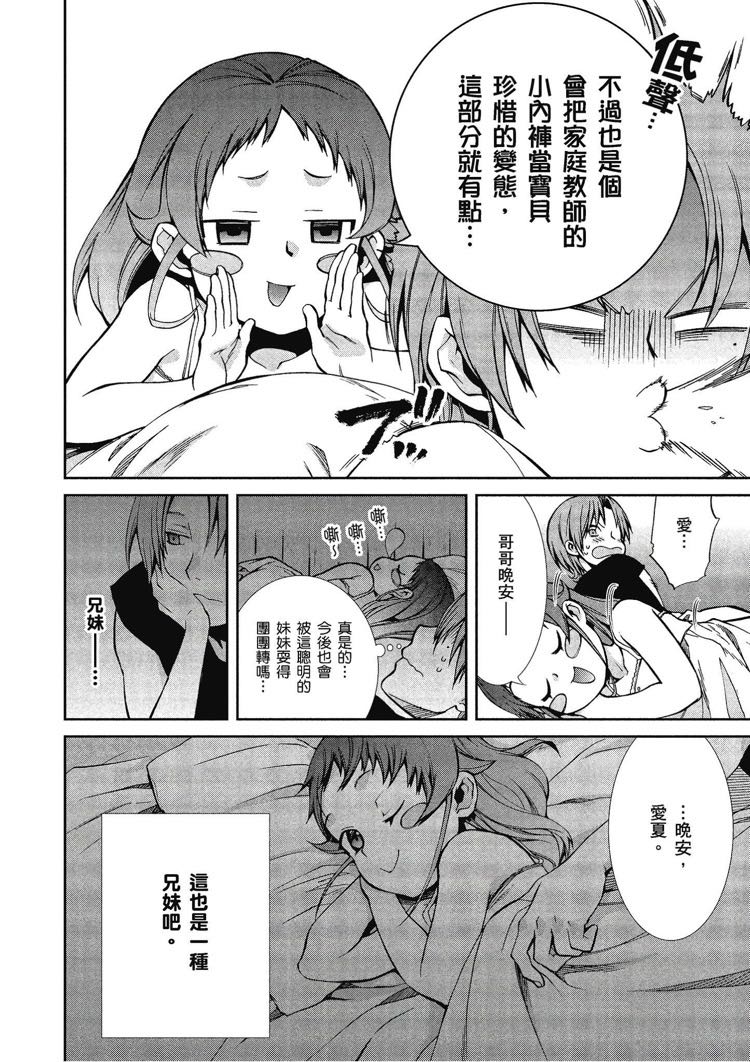 低聲…
不過也是個
會把家庭教師的
小內褲當寶貝
珍惜的變態，
這部分就有點…
愛…
哥哥晚安——
嘶…
嘶…
嘶～
真是的…
今後也會
被這聰明的
妹妹耍得
團團轉嗎…
兄妹——…
…晚安，
愛夏。
這也是一種
兄妹吧。